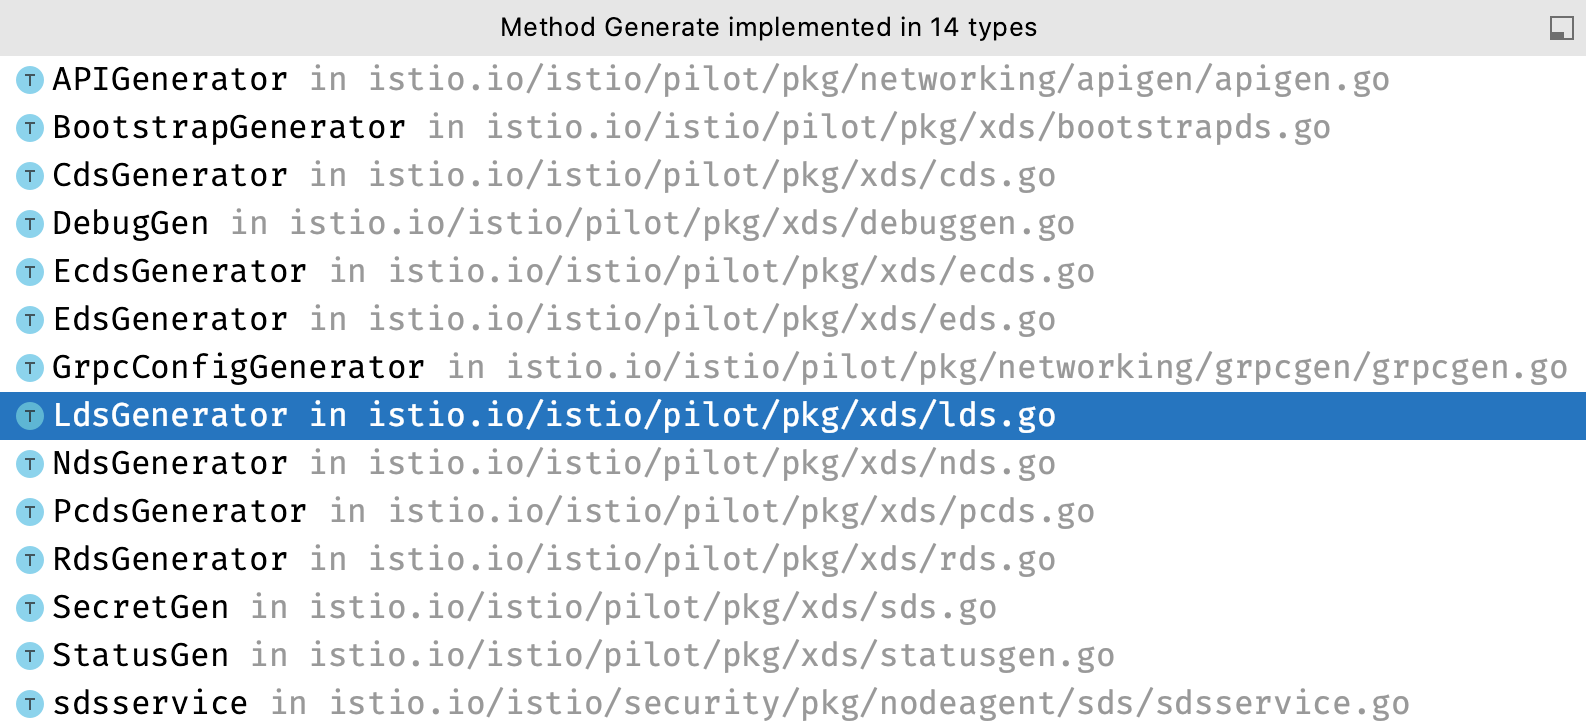 Method Generate implemented in 14 types
T APIGenerator in istio.io/istio/pilot/pkg/networking/apigen/apigen.go
T BootstrapGenerator in istio.io/istio/pilot/pkg/xds/bootstrapds.go
T CdsGenerator in istio.io/istio/pilot/pkg/xds/cds.go
T DebugGen in istio.io/istio/pilot/pkg/xds/debuggen.go
T EcdsGenerator in istio.io/istio/pilot/pkg/xds/ecds.go
T EdsGenerator in istio.io/istio/pilot/pkg/xds/eds.go
T GrpcConfigGenerator in istio.io/istio/pilot/pkg/networking/grpcgen/grpcgen.go
T LdsGenerator in istio.io/istio/pilot/pkg/xds/lds.go
T NdsGenerator in istio.io/istio/pilot/pkg/xds/nds.go
T PcdsGenerator in istio.io/istio/pilot/pkg/xds/pcds.go
T RdsGenerator in istio.io/istio/pilot/pkg/xds/rds.go
T SecretGen in istio.io/istio/pilot/pkg/xds/sds.go
T StatusGen in istio.io/istio/pilot/pkg/xds/statusgen.go
T sdsservice in istio.io/istio/security/pkg/nodeagent/sds/sdsservice.go